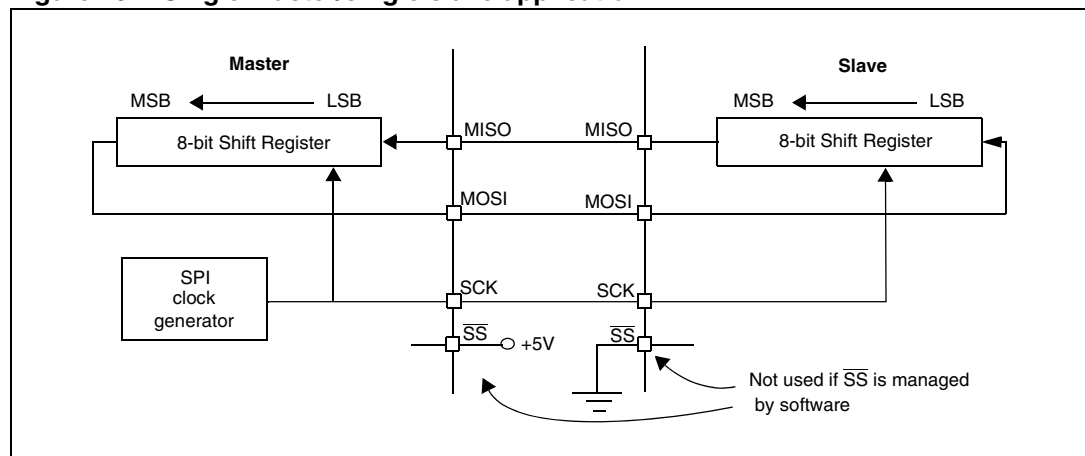 Master
Slave
MSB
LSB
MSB
LSB
8-bit Shift Register
MISO
MISO
8-bit Shift Register
MOSI
MOSI
SPI
clock
generator
SCK
SCK
SS
+5V
SS
Not used if SS is managed
by software